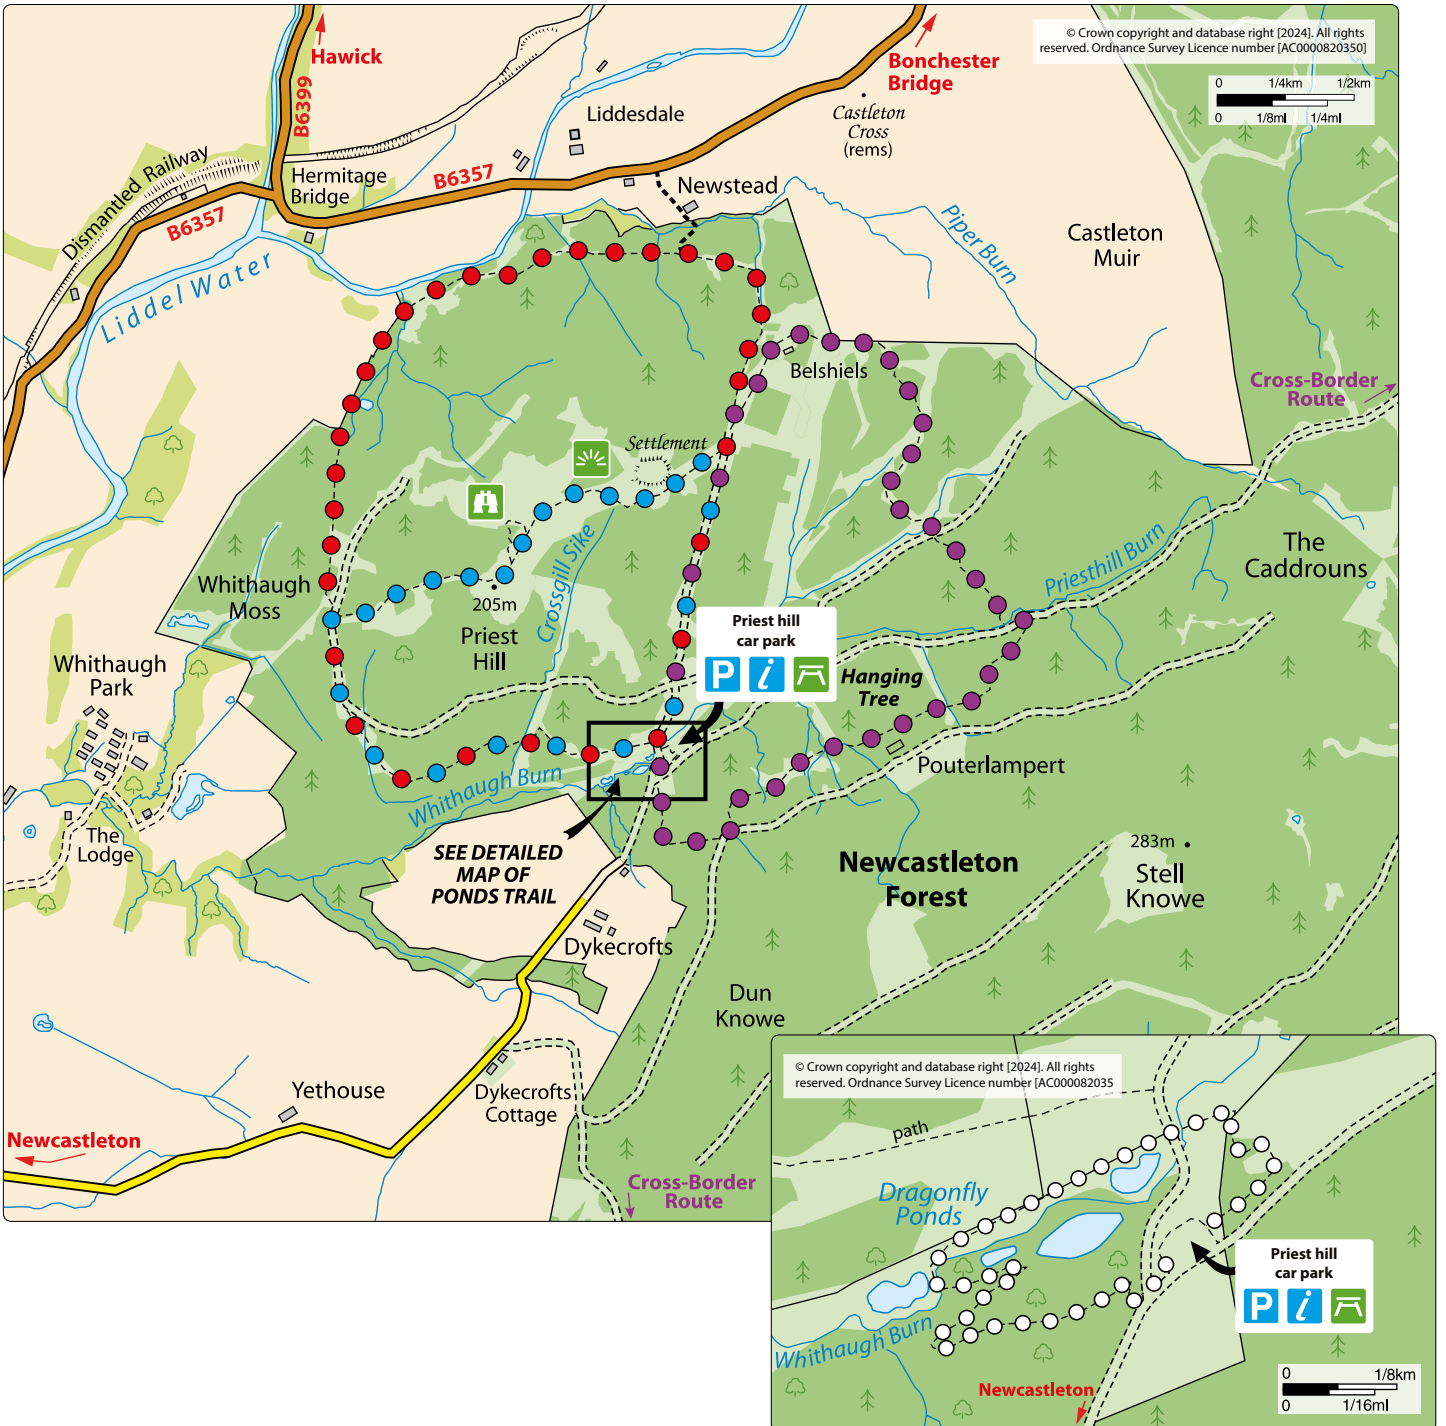 © Crown copyright and database right [2024]. All rights
reserved. Ordnance Survey Licence number [AC0000820350]
Hawick
Bonchester
Bridge
0 1/4km 1/2km
0 1/8ml 1/4ml
B6399
Liddesdale
Castleton
Cross
(rems)
Dismantled Railway
Hermitage
Bridge
B6357
Newstead
B6357
Piper Burn
Castleton
Muir
Liddel Water
Belshiels
Cross-Border
Route
Settlement
Crossgill Sike
Priesthill Burn
The
Caddrouns
Whithaugh
Moss
205m
Priest
Hill
Priest hill
car park
P i
Whithaugh
Park
Hanging
Tree
Pouterlampert
Whithaugh Burn
The
Lodge
SEE DETAILED
MAP OF
PONDS TRAIL
Newcastleton
Forest
283m
Stell
Knowe
Dykecrofts
Dun
Knowe
Yethouse
Dykecrofts
Cottage
Newcastleton
Cross-Border
Route
© Crown copyright and database right [2024]. All rights
reserved. Ordnance Survey Licence number [AC000082035
path
Dragonfly
Ponds
Priest hill
car park
P i
Whithaugh Burn
Newcastleton
0 1/8km
0 1/16ml